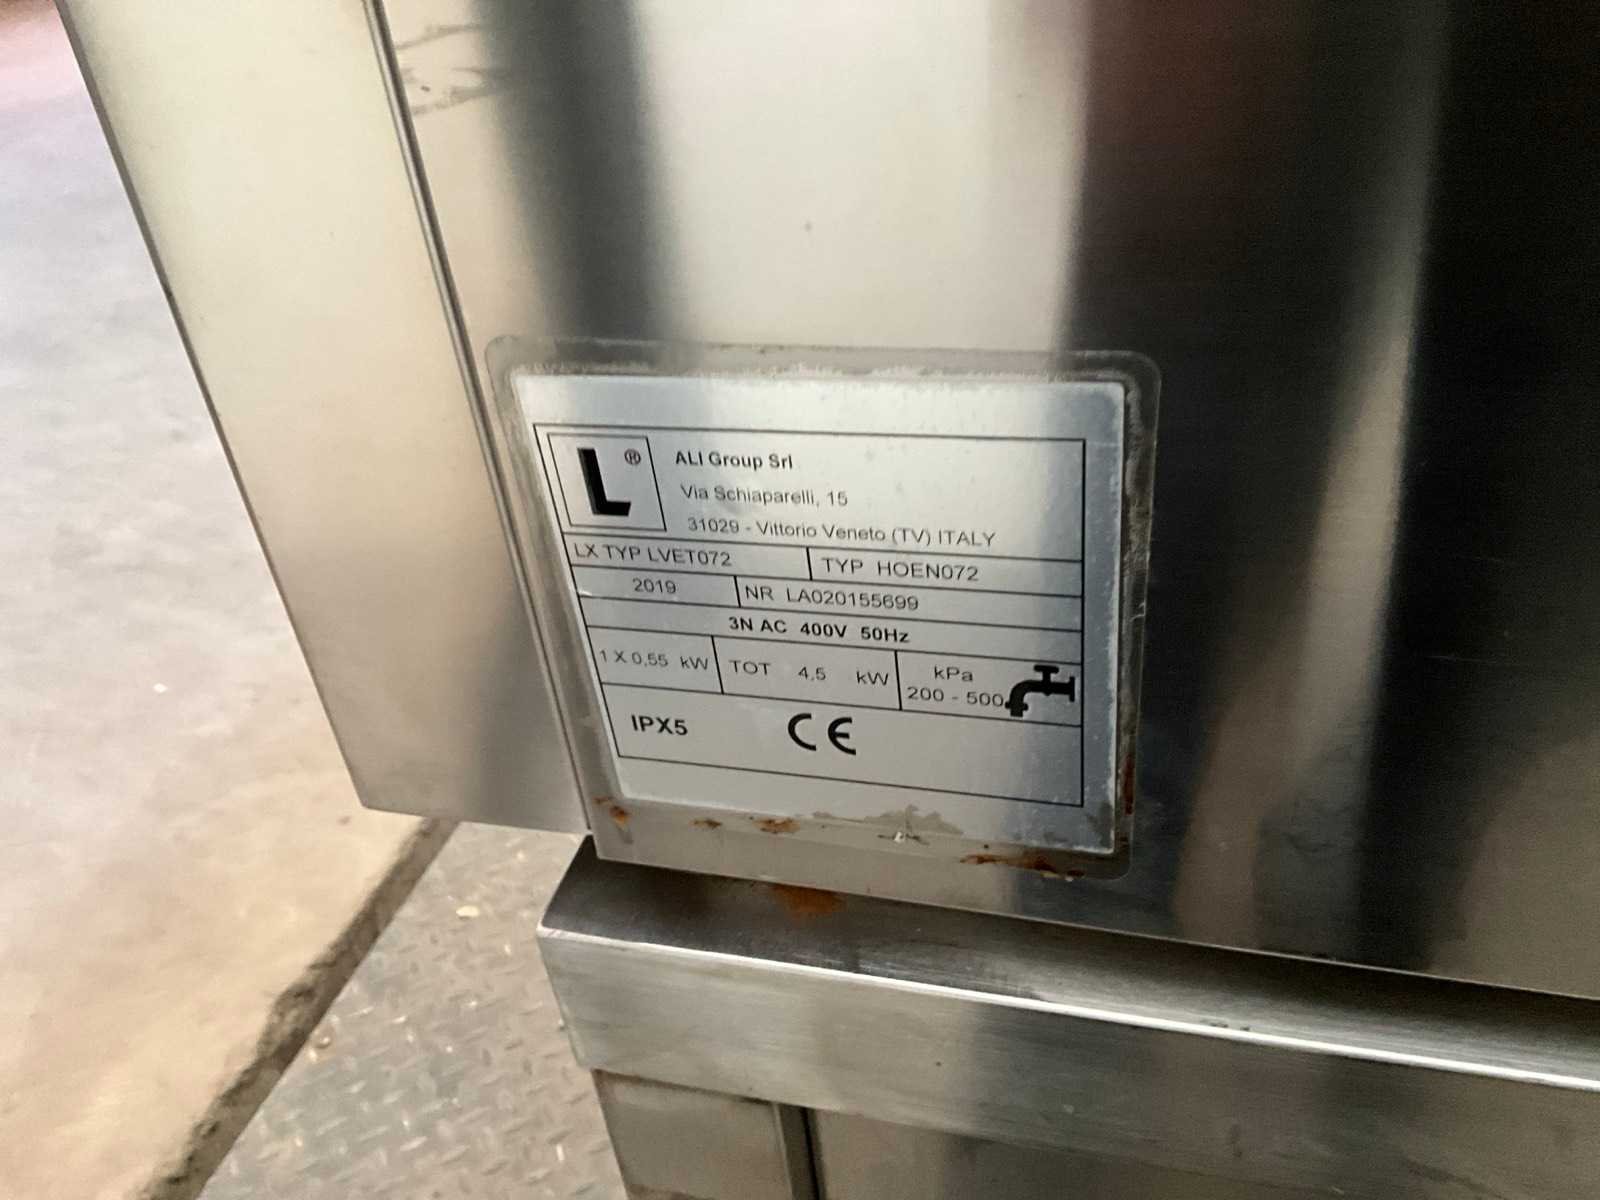 L®
ALI Group Srl
Via Schiaparelli, 15
31029 - Vittorio Veneto (TV) ITALY
LX TYP LVET072 TYP HOEN072
2019 NR LA020155699
3N AC 400V 50Hz
1 X 0,55 kW TOT 4,5 kW kPa
200 - 500
IPX5 CE